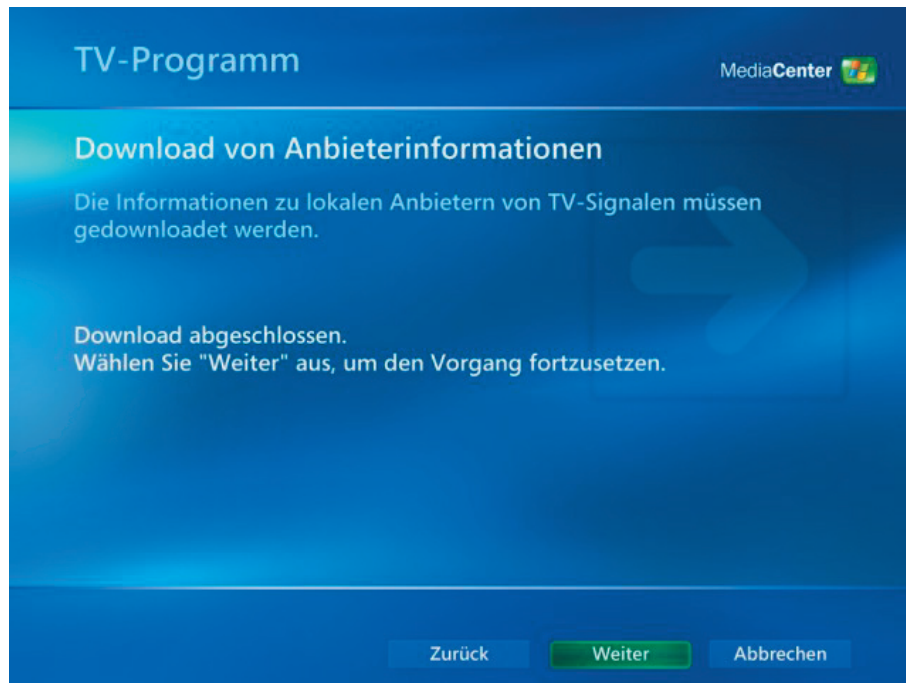 TV-Programm
MediaCenter
Download von Anbieterinformationen
Die Informationen zu lokalen Anbietern von TV-Signalen müssen
gedownloadet werden.
Download abgeschlossen.
Wählen Sie "Weiter" aus, um den Vorgang fortzusetzen.
Zurück
Weiter
Abbrechen